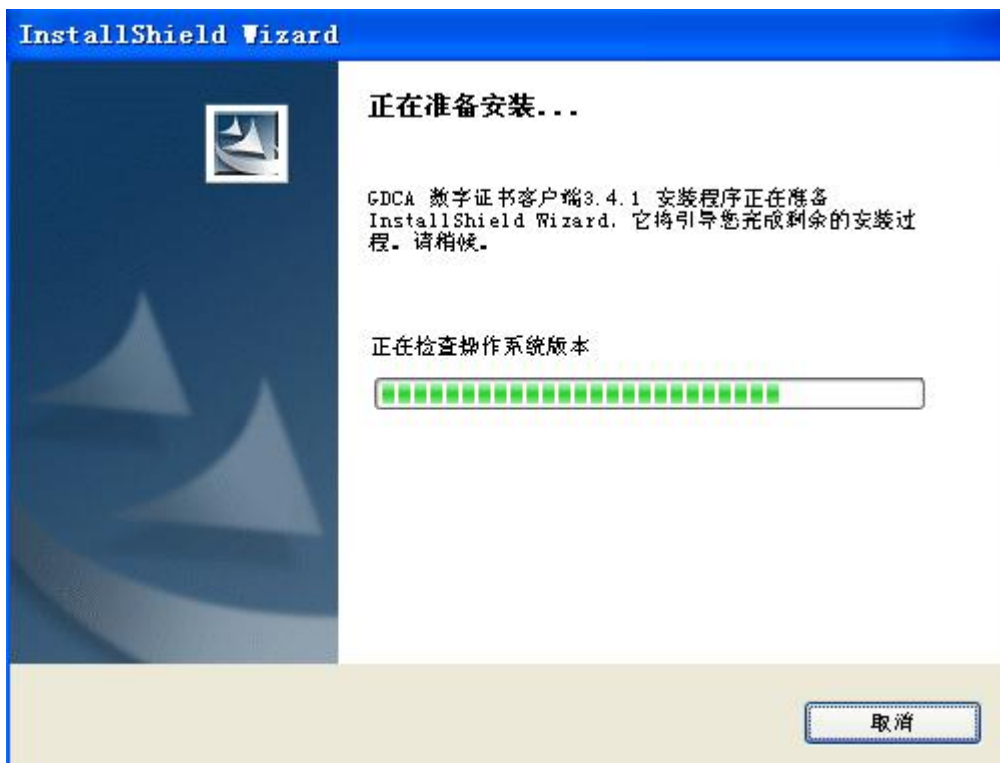 InstallShield Wizard
正在准备安装...
GDCA 数字证书客户端3.4.1 安装程序正在准备
InstallShield Wizard，它将引导您完成剩余的安装过
程。请稍候。
正在检查操作系统版本
取消